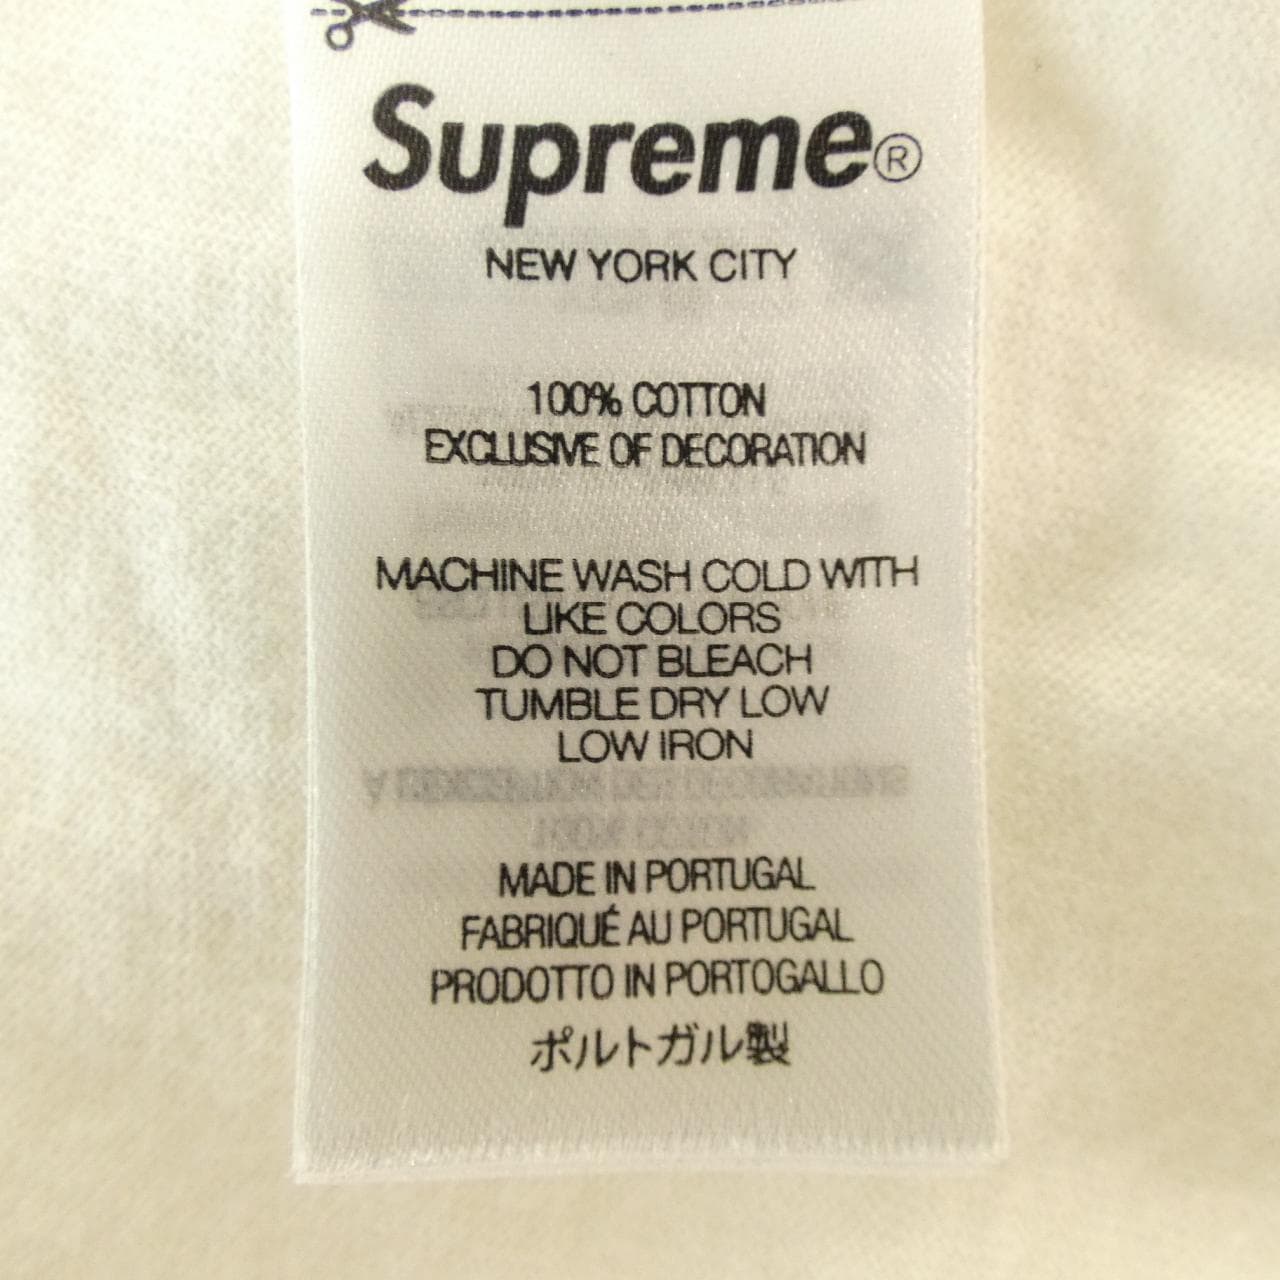 Supreme®
NEW YORK CITY
100% COTTON
EXCLUSIVE OF DECORATION
MACHINE WASH COLD WITH
LIKE COLORS
DO NOT BLEACH
TUMBLE DRY LOW
LOW IRON
MADE IN PORTUGAL
FABRIQUÉ AU PORTUGAL
PRODOTTO IN PORTOGALLO
ポルトガル製